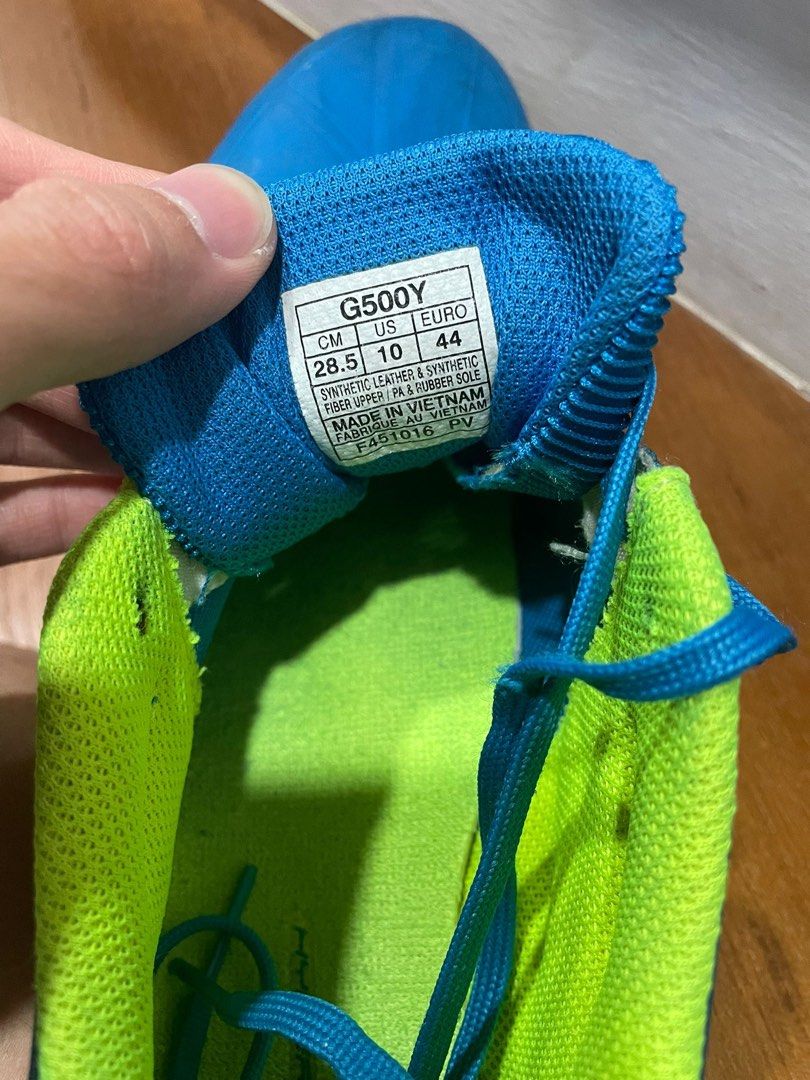 G500Y
CM US EURO
28.5 10 44
SYNTHETIC LEATHER & SYNTHETIC
FIBER UPPER / PA & RUBBER SOLE
MADE IN VIETNAM
FABRIQUE AU VIETNAM
F451016 PV